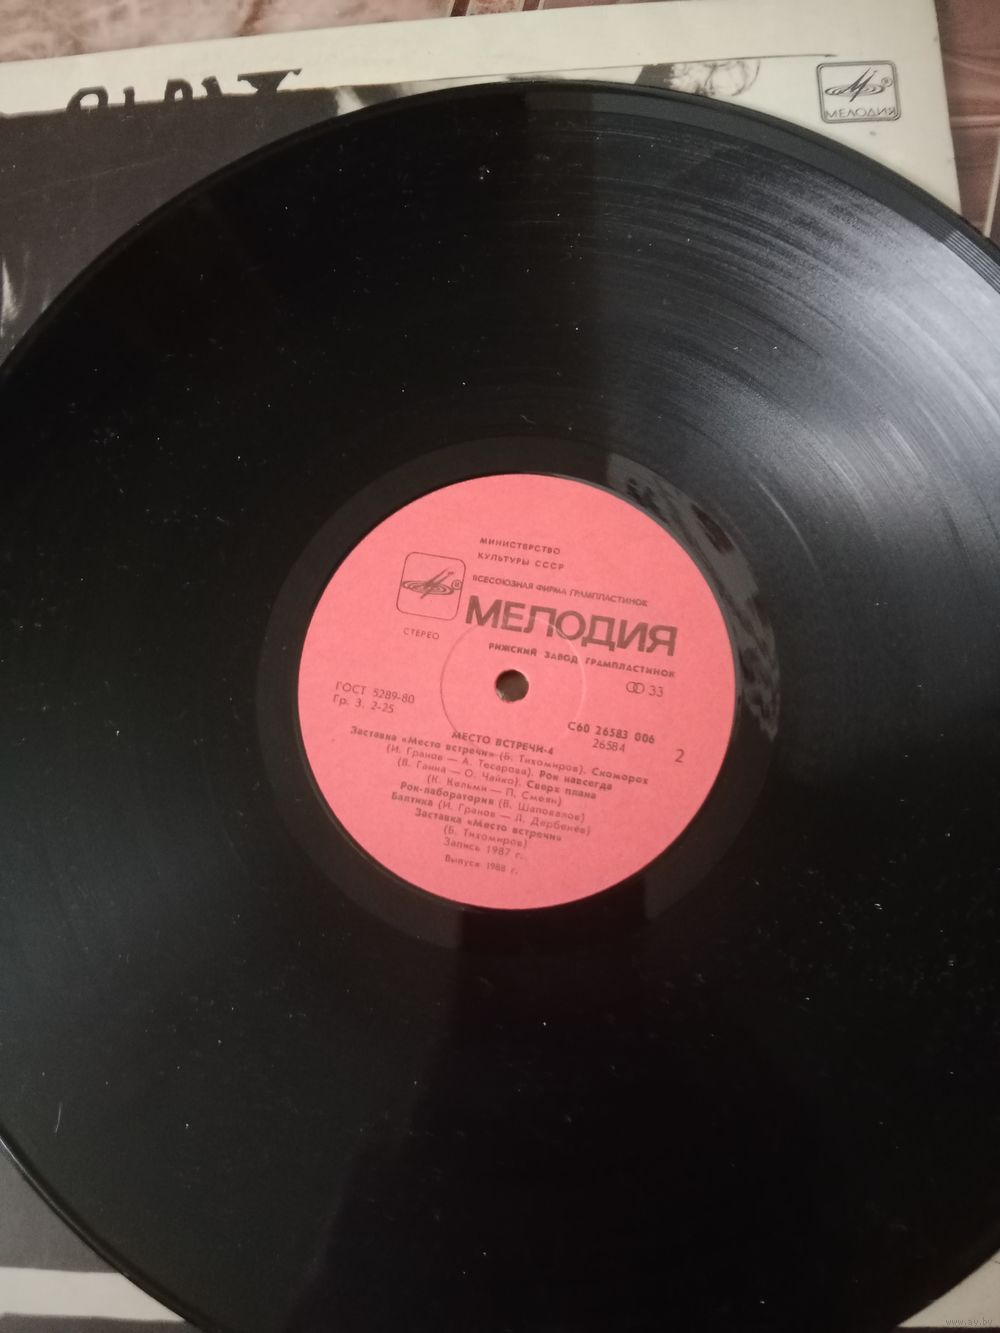 МЕЛОДИЯ
МИНИСТЕРСТВО
КУЛЬТУРЫ СССР
ВСЕСОЮЗНАЯ ФИРМА ГРАМПЛАСТИНОК
МЕЛОДИЯ
СТЕРЕО
РИЖСКИЙ ЗАВОД ГРАМПЛАСТИНОК
33
ГОСТ 5289-80
Гр. 3. 2-25
С60 26583 006
26584
2
МЕСТО ВСТРЕЧИ-4
Заставка «Место встречи» (Б. Тихомиров). Скоморох
(И. Гранов — А. Тесарова). Рок навсегда
(В. Ганна — О. Чайко). Сверх плана
(К. Кельми — П. Смеян)
Рок-лаборатория (В. Шаповалов)
Балтика (И. Гранов — Л. Дербенёв)
Заставка «Место встречи»
(Б. Тихомиров)
Запись 1987 г.
Выпуск 1988 г.
www.ay.by